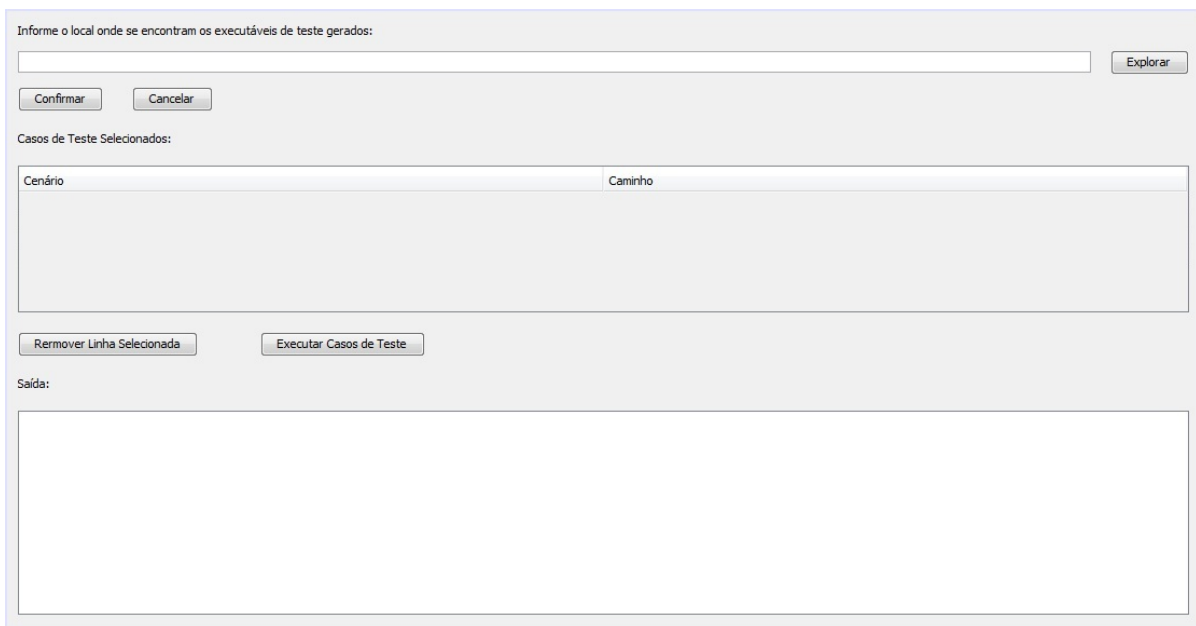 Informe o local onde se encontram os executáveis de teste gerados:
Explorar
Confirmar Cancelar
Casos de Teste Selecionados:
Cenário Caminho
Rermover Linha Selecionada Executar Casos de Teste
Saída: